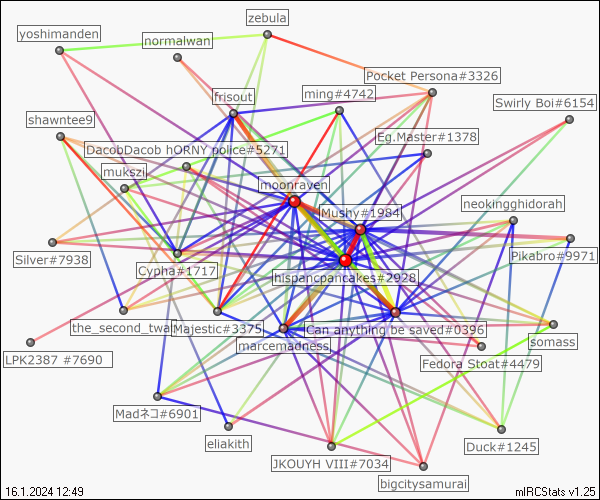 zebula
yoshimanden
normalwan
Pocket Persona#3326
frisout
ming#4742
Swirly Boi#6154
shawntee9
Eg.Master#1378
DacobDacob hORNY police#5271
mukszi
moonraven
neokingghidorah
Mushy#1984
Silver#7938
Cypha#1717
hispancpancakes#2928
Pikabro#9971
the_second_twa
Majestic#3375
Can anything be saved#0396
somass
marcemadness
LPK2387 #7690
Fedora Stoat#4479
Madネコ#6901
eliakith
Duck#1245
JKOUYH VIII#7034
bigcitysamurai
16.1.2024 12:49
mIRCStats v1.25